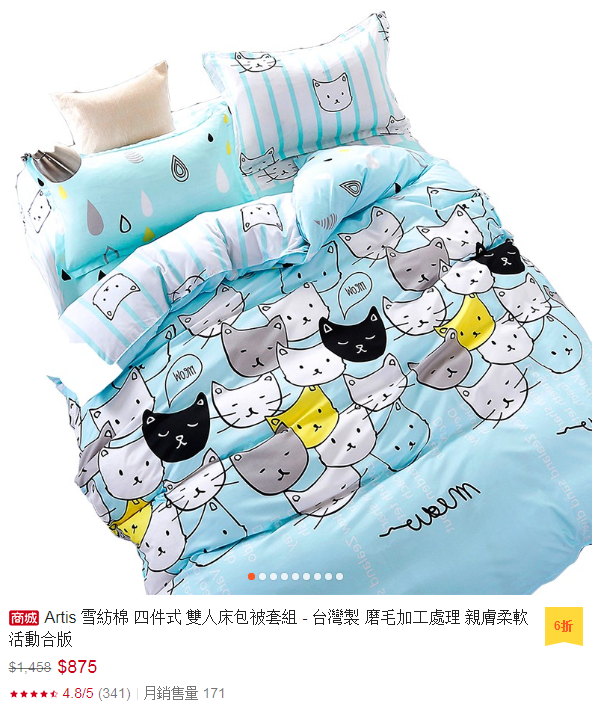 WOM
WOM
商城 Artis 雪紡棉 四件式 雙人床包被套組 - 台灣製 磨毛加工處理 親膚柔軟
活動合版
6折
$1,458 $875
4.8/5 (341) | 月銷售量 171